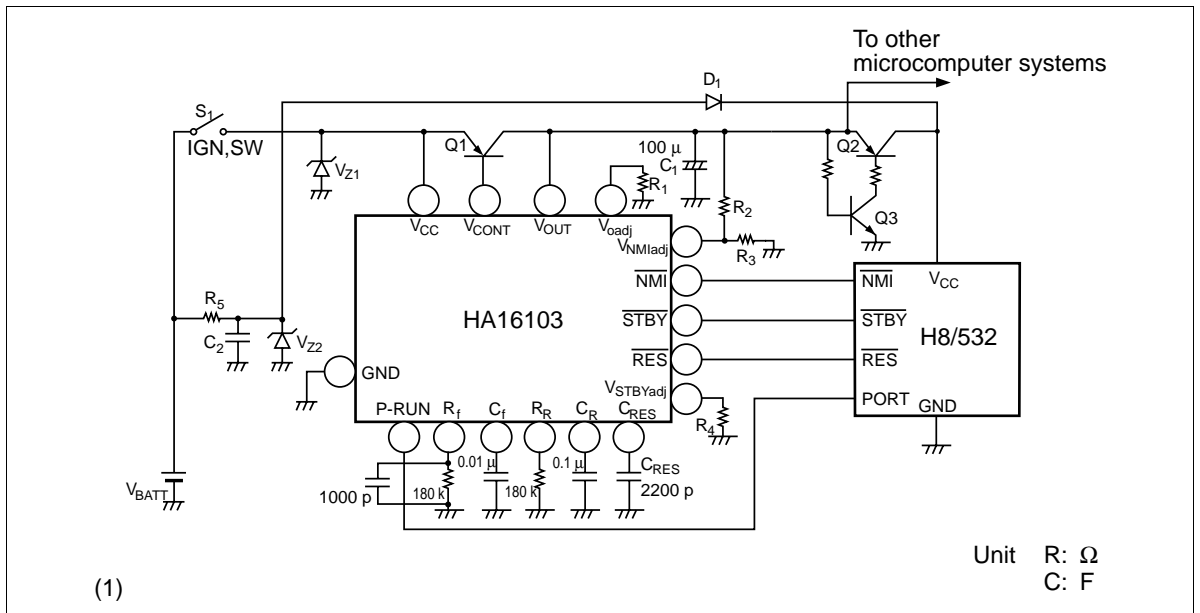 To other
microcomputer systems
D1
S1
IGN,SW
VZ1
Q1
100 μ
C1
R1
R2
R3
Q2
Q3
VCC
VCONT
VOUT
Voadj
VNMIadj
NMI
STBY
RES
VSTBYadj
R4
HA16103
GND
P-RUN
Rf
Cf
RR
CR
CRES
R5
C2
VZ2
VBATT
VCC
NMI
STBY
RES
PORT
GND
H8/532
1000 p
180 k
0.01 μ
180 k
0.1 μ
CRES
2200 p
Unit R: Ω
C: F
(1)